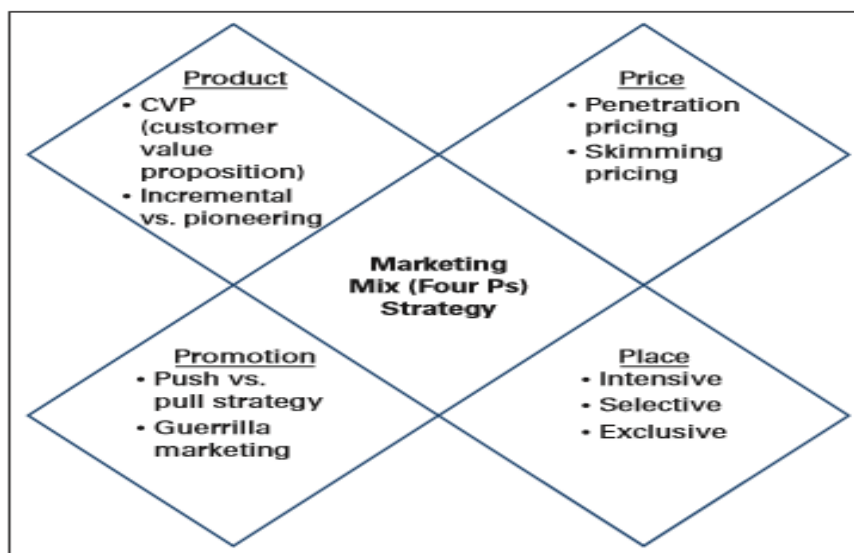 Product
• CVP
(customer
value
proposition)
• Incremental
vs. pioneering
Price
• Penetration
pricing
• Skimming
pricing
Marketing
Mix (Four Ps)
Strategy
Promotion
• Push vs.
pull strategy
• Guerrilla
marketing
Place
• Intensive
• Selective
• Exclusive